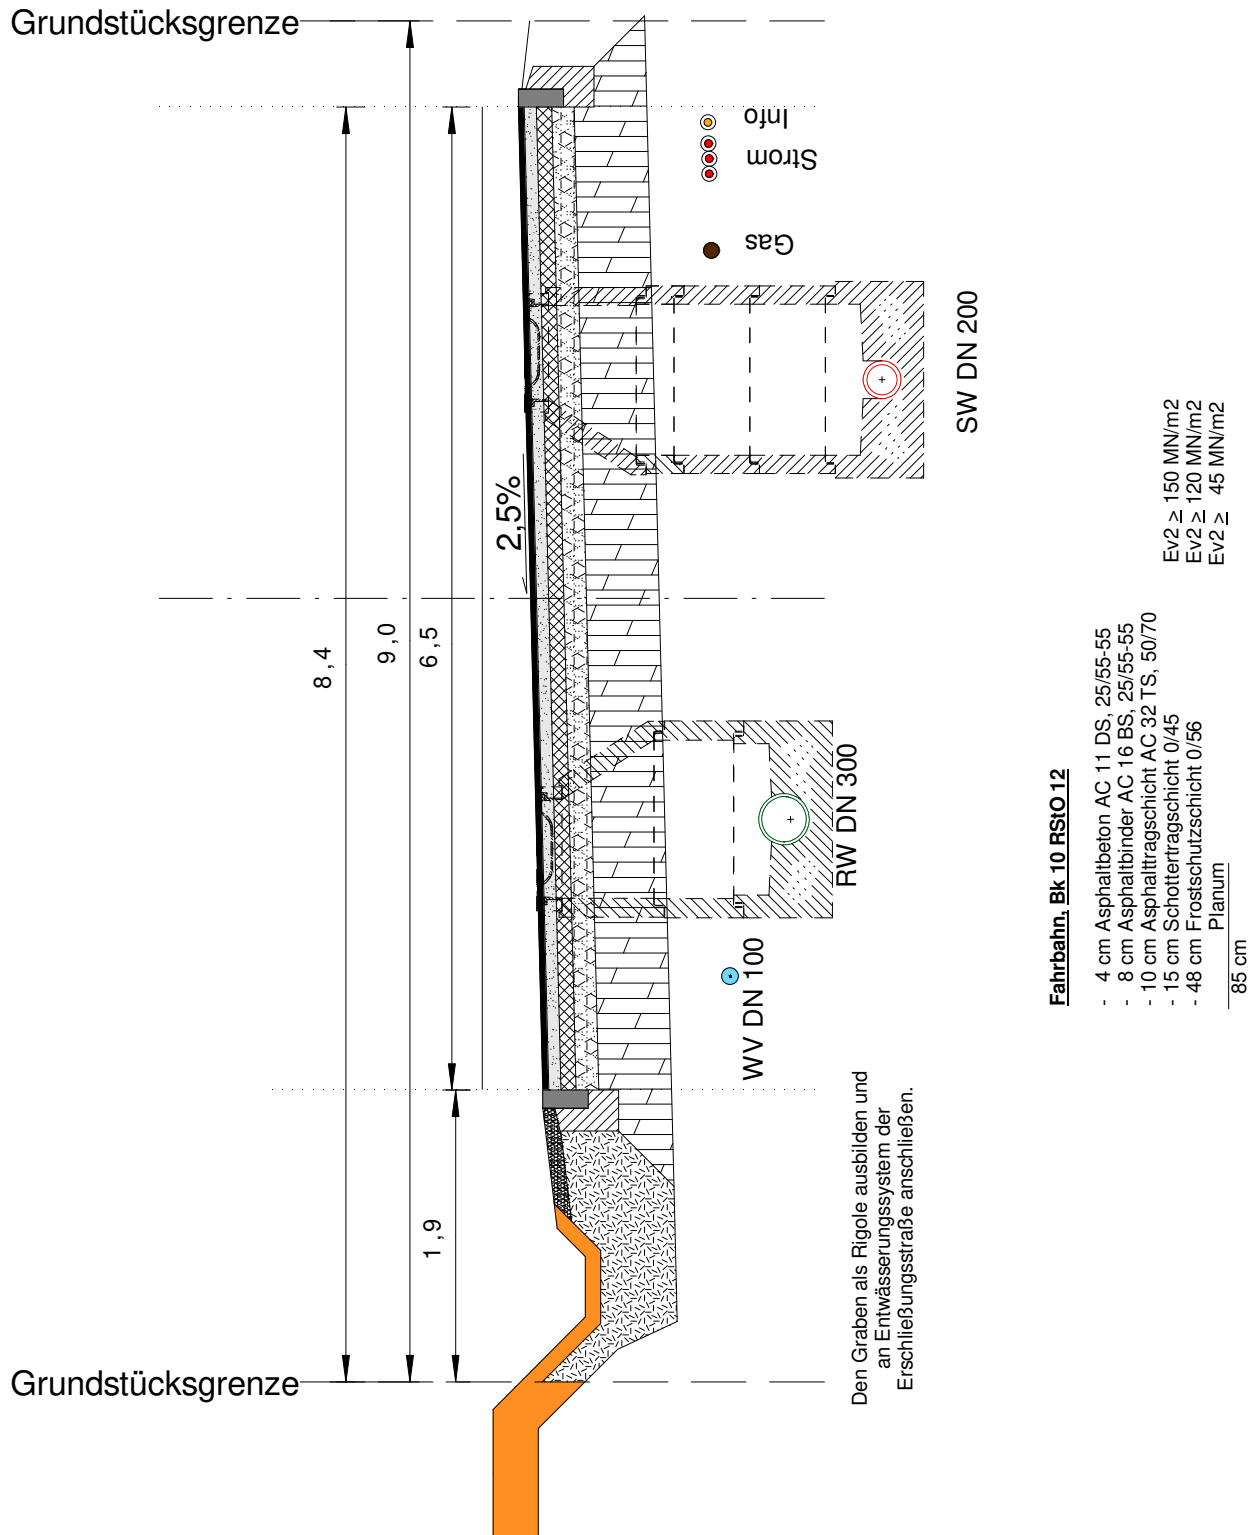 Grundstücksgrenze
8,4
9,0
6,5
1,9
2,5%
Info
Strom
Gas
SW DN 200
RW DN 300
WV DN 100
Grundstücksgrenze
Den Graben als Rigole ausbilden und
an Entwässerungssystem der
Erschließungsstraße anschließen.
Fahrbahn, Bk 10 RStO 12
- 4 cm Asphaltbeton AC 11 DS, 25/55-55
- 8 cm Asphaltbinder AC 16 BS, 25/55-55
- 10 cm Asphalttragschicht AC 32 TS, 50/70
- 15 cm Schottertragschicht 0/45 Ev2 ≥ 150 MN/m2
- 48 cm Frostschutzschicht 0/56 Ev2 ≥ 120 MN/m2
Planum Ev2 ≥ 45 MN/m2
85 cm